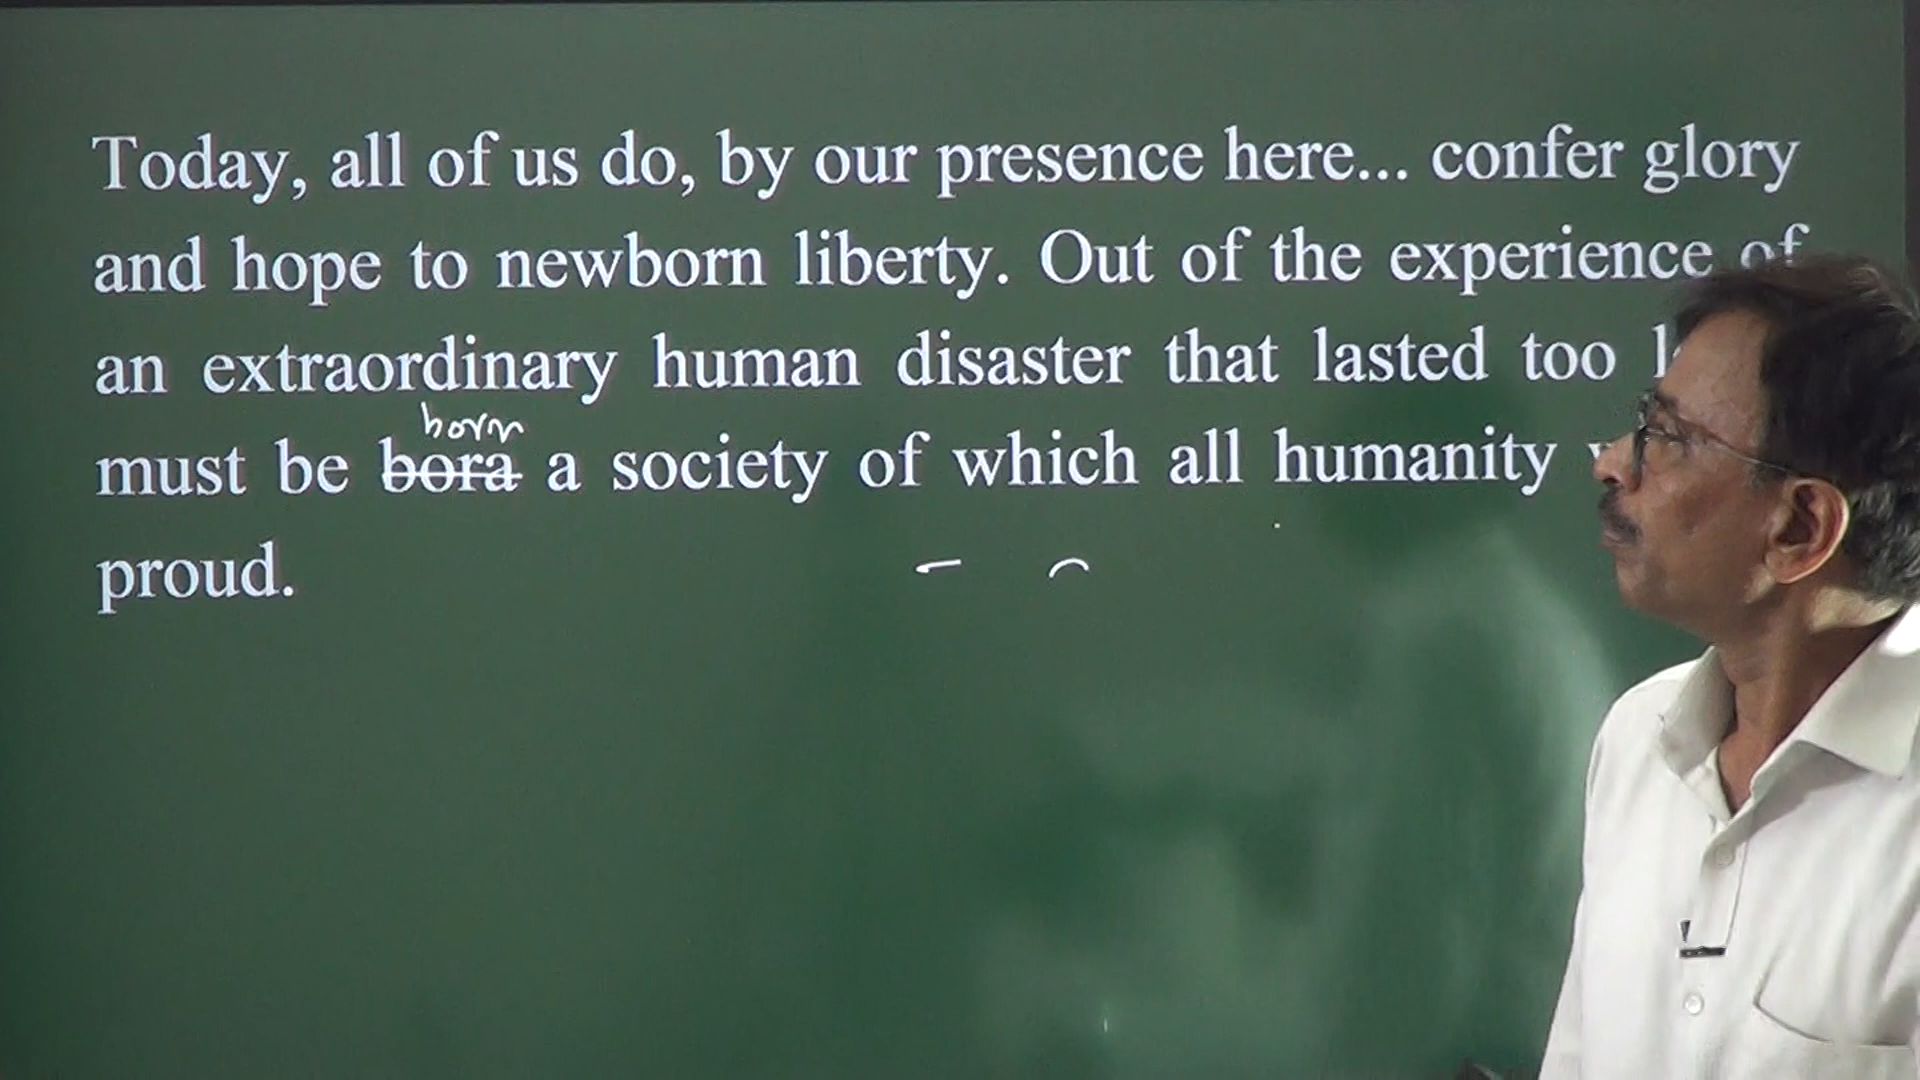 Today, all of us do, by our presence here... confer glory
and hope to newborn liberty. Out of the experience of
an extraordinary human disaster that lasted too
born
must be bora a society of which all humanity
proud.